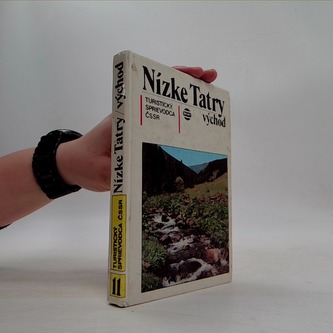 Nízke Tatry
východ
TURISTICKÝ
SPRIEVODCA
ČSSR
Nízke Tatry / východ
TURISTICKÝ
SPRIEVODCA ČSSR
11